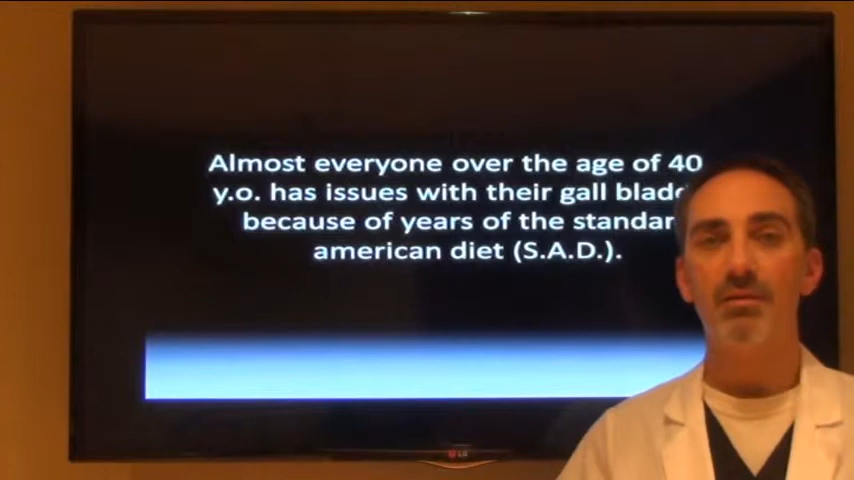 Almost everyone over the age of 40
y.o. has issues with their gall
because of years of the
american diet (S.A.D.).
LG